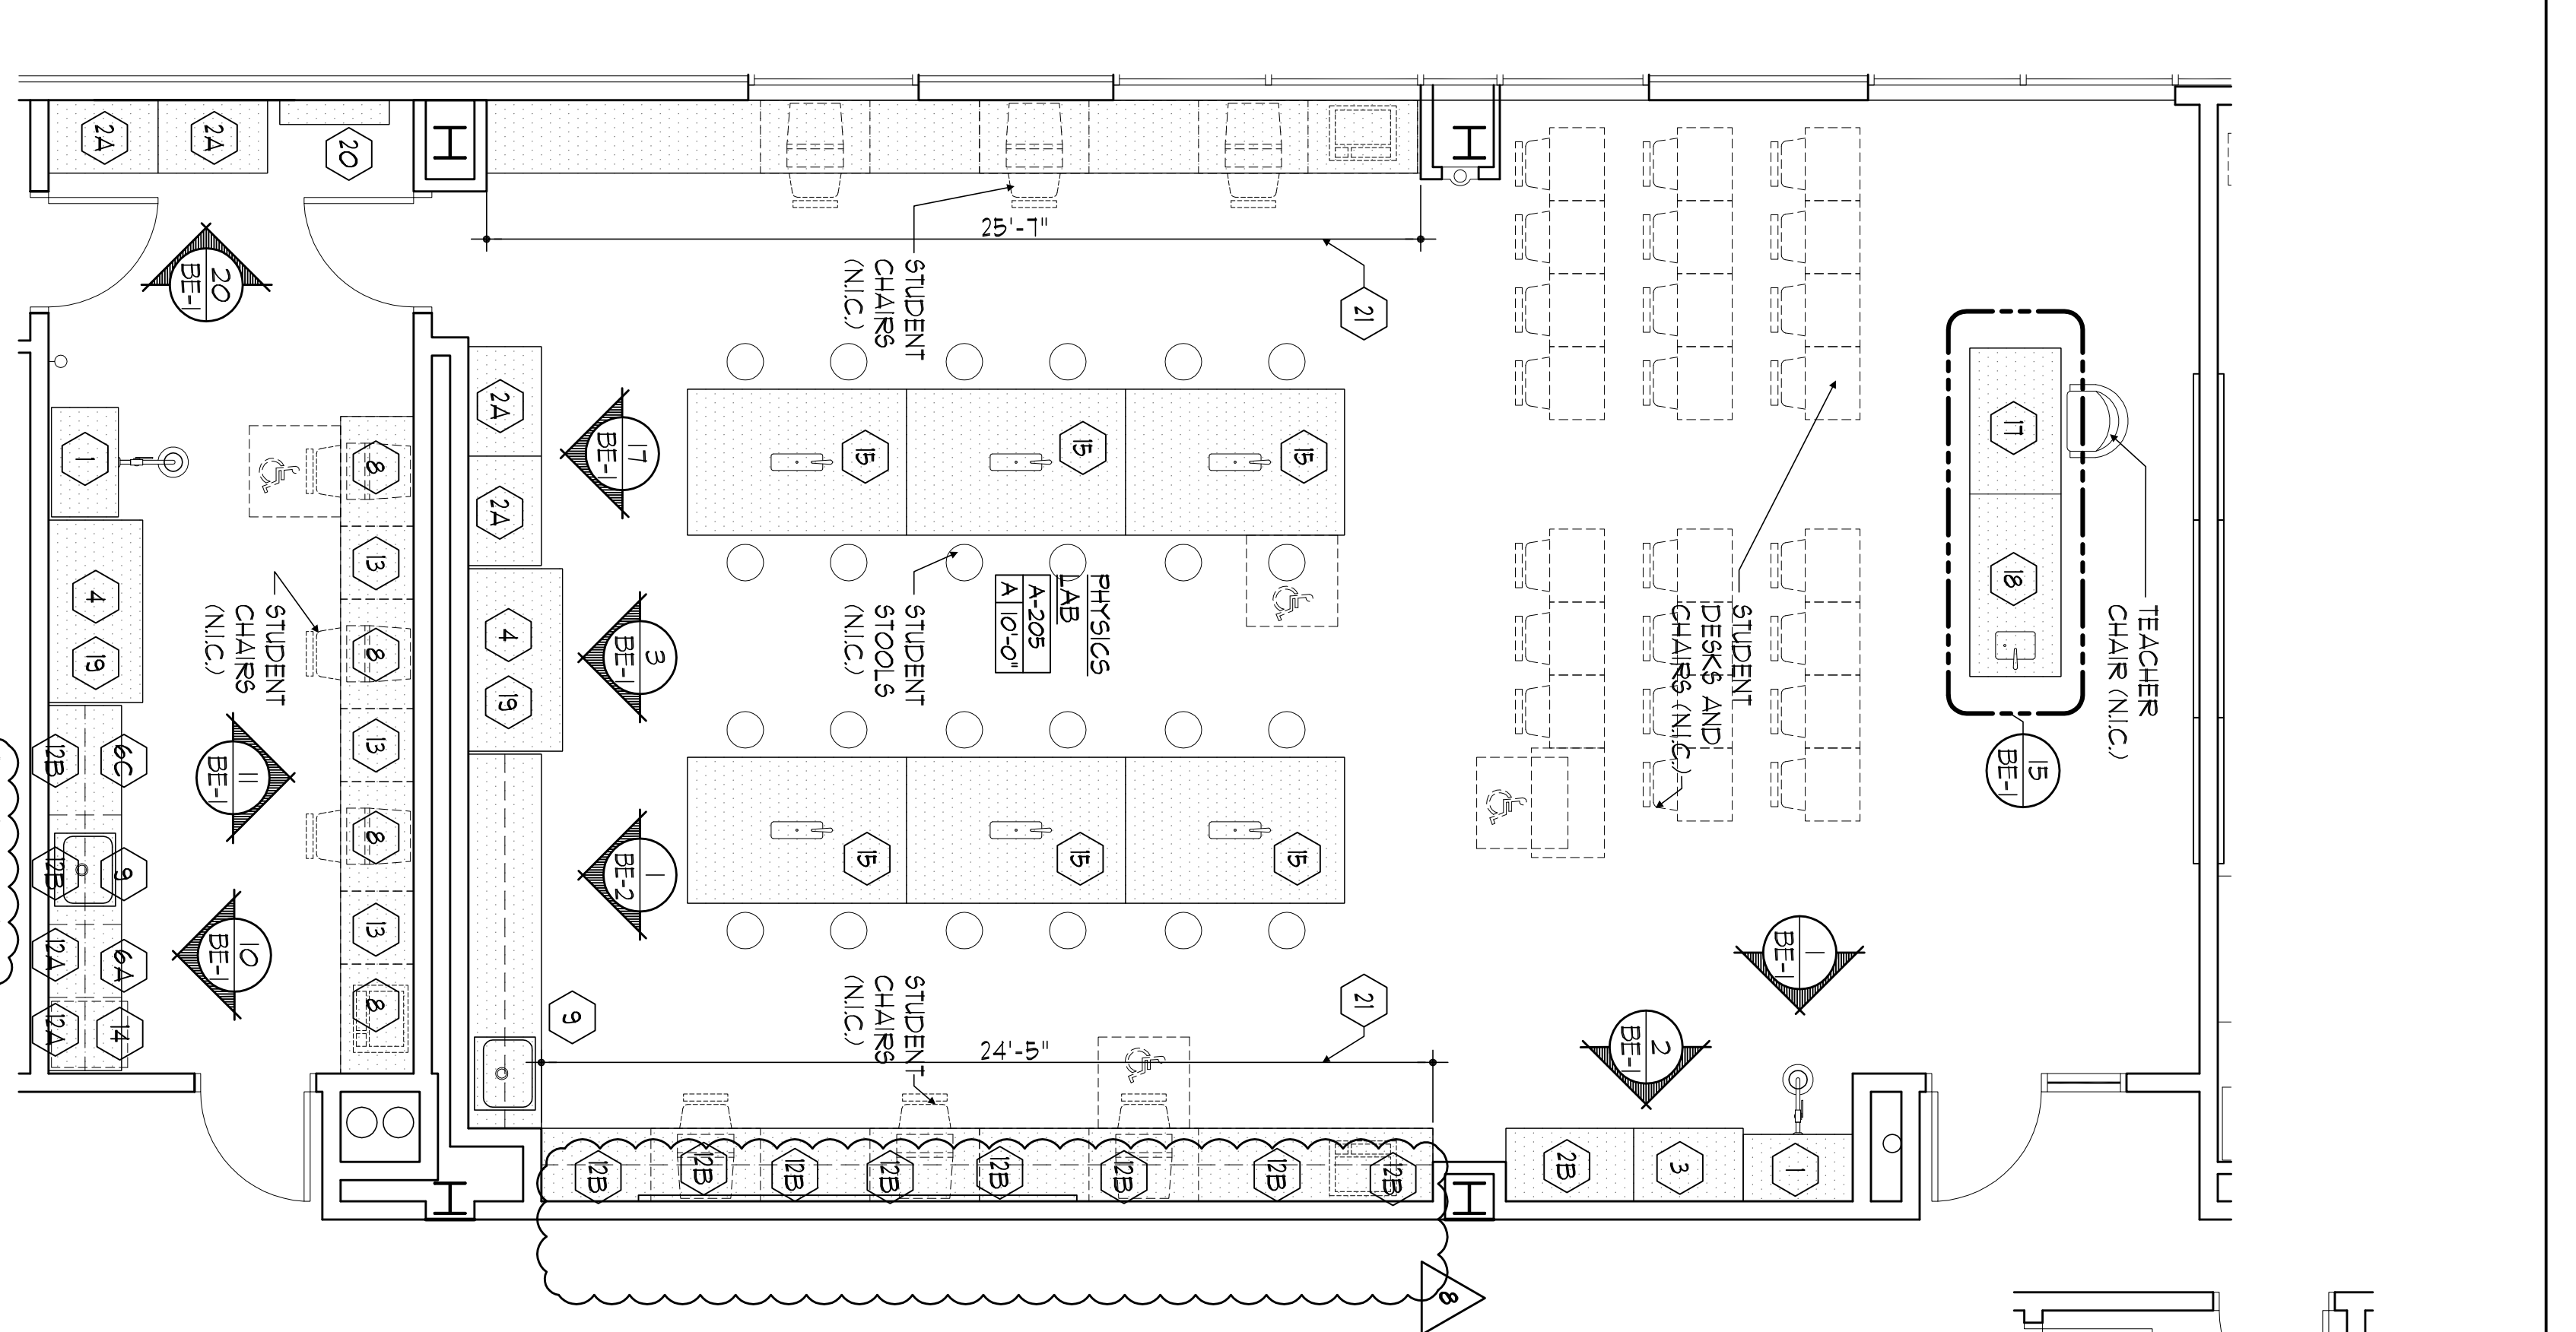 2A
2A
20
H
H
20
BE-1
25'-7"
21
STUDENT
CHAIRS
(N.I.C.)
2A
2A
17
BE-1
15
15
15
17
18
TEACHER
CHAIR (N.I.C.)
15
BE-1
1
4
19
8
13
8
13
8
13
8
STUDENT
CHAIRS
(N.I.C.)
4
19
3
BE-1
STUDENT
STOOLS
(N.I.C.)
PHYSICS
LAB
A-205
A 10'-0"
STUDENT
DESKS AND
CHAIRS (N.I.C.)
12B
6C
12B
9
12A
6A
12A
14
11
BE-1
10
BE-1
1
BE-2
15
15
15
9
STUDENT
CHAIRS
(N.I.C.)
24'-5"
21
1
BE-1
2
BE-1
12B
12B
12B
12B
12B
12B
12B
12B
2B
3
1
H
H
8